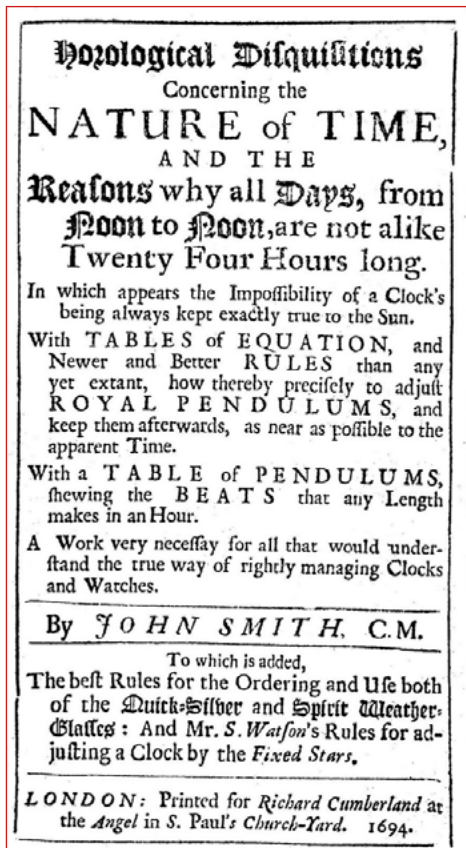 Horological Diſquiſitions
Concerning the
NATURE of TIME,
AND THE
Reaſons why all Days, from
Noon to Noon, are not alike
Twenty Four Hours long.
In which appears the Impoſſibility of a Clock's
being always kept exactly true to the Sun.
With TABLES of EQUATION, and
Newer and Better RULES than any
yet extant, how thereby preciſely to adjuſt
ROYAL PENDULUMS, and
keep them afterwards, as near as poſſible to the
apparent Time.
With a TABLE of PENDULUMS,
ſhewing the BEATS that any Length
makes in an Hour.
A Work very neceſſay for all that would under-
ſtand the true way of rightly managing Clocks
and Watches.
By JOHN SMITH, C.M.
To which is added,
The beſt Rules for the Ordering and Uſe both
of the Quick-Silver and Spirit Weather-
Glaſſes: And Mr. S. Watſon's Rules for ad-
juſting a Clock by the Fixed Stars.
LONDON: Printed for Richard Cumberland at
the Angel in S. Paul's Church-Yard. 1694.